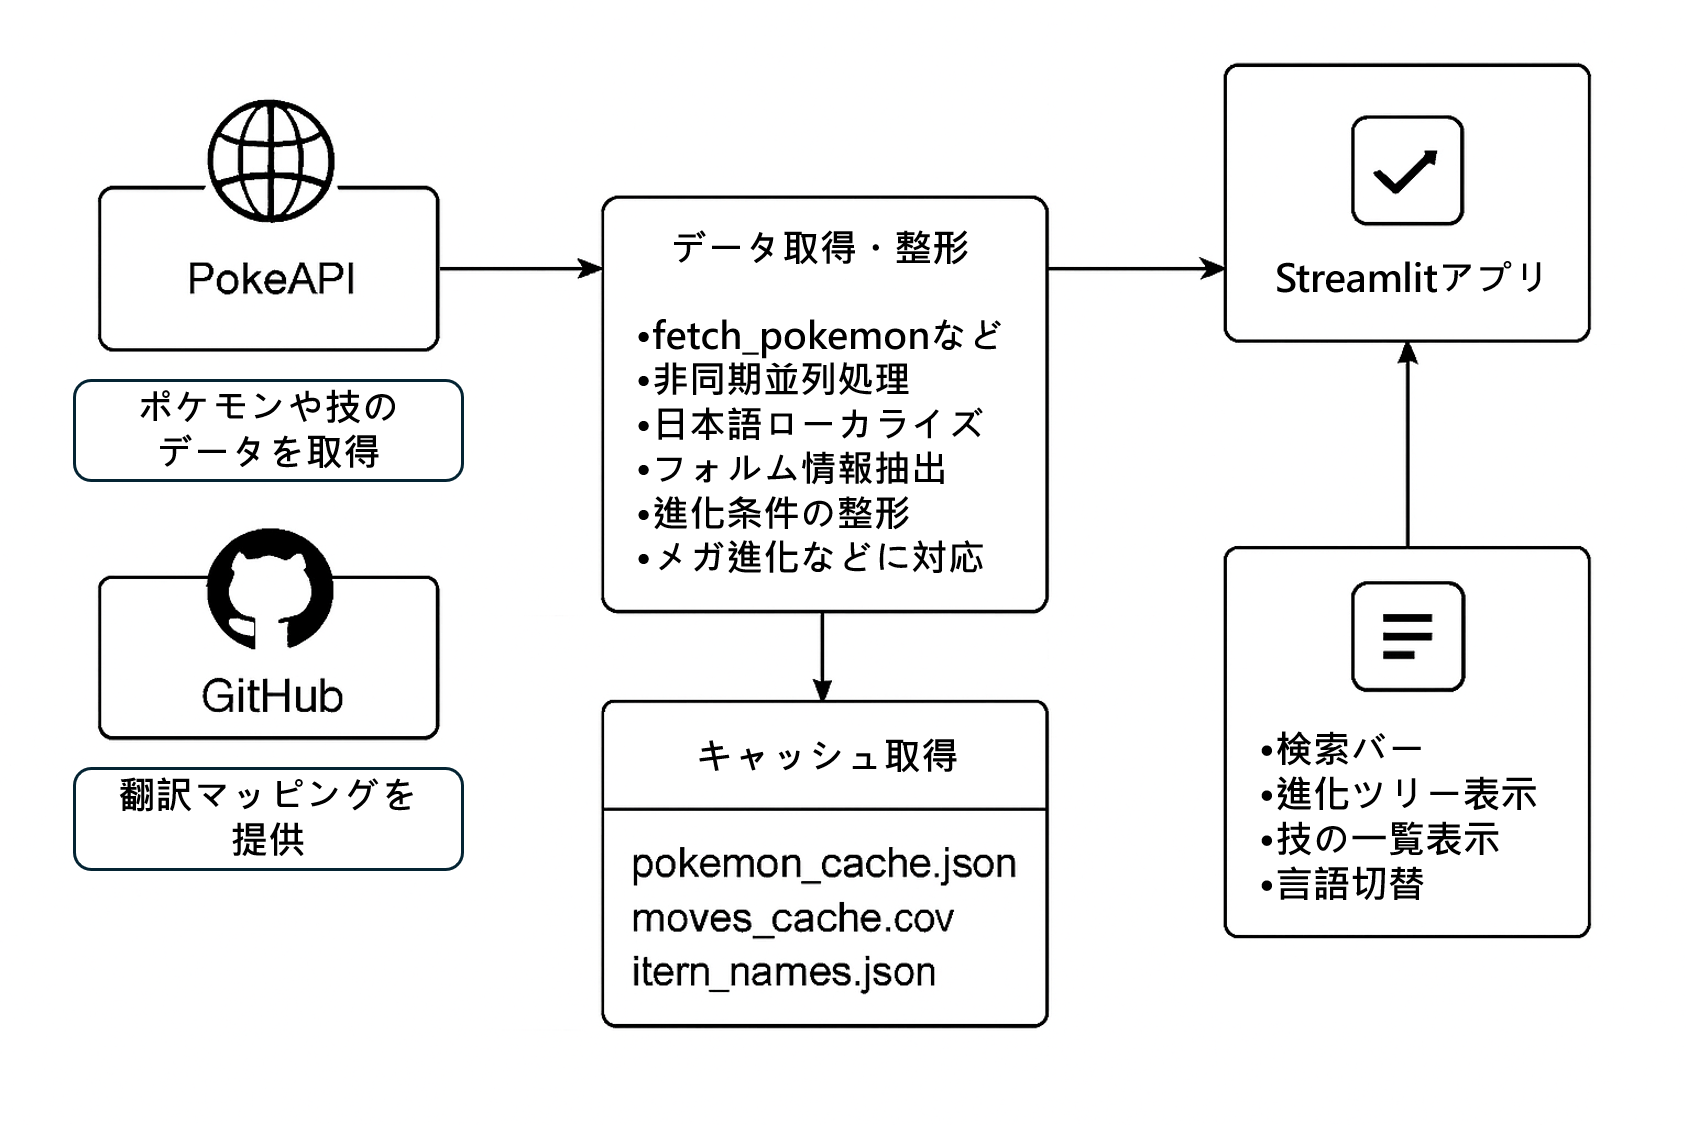 PokeAPI
ポケモンや技の
データを取得
GitHub
翻訳マッピングを
提供
データ取得・整形
•fetch_pokemonなど
•非同期並列処理
•日本語ローカライズ
•フォルム情報抽出
•進化条件の整形
•メガ進化などに対応
キャッシュ取得
pokemon_cache.json
moves_cache.cov
itern_names.json
Streamlitアプリ
•検索バー
•進化ツリー表示
•技の一覧表示
•言語切替